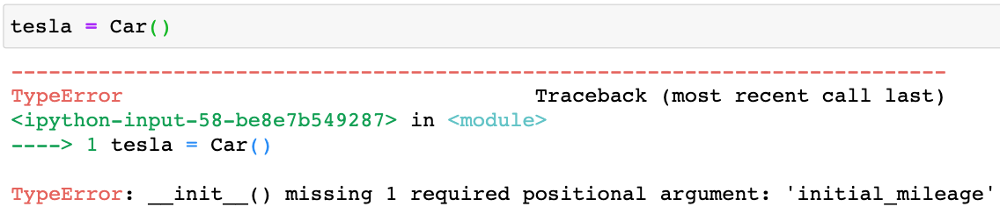 tesla = Car()
---------------------------------------------------------------------------
TypeError                                 Traceback (most recent call last)
<ipython-input-58-be8e7b549287> in <module>
----> 1 tesla = Car()
TypeError: __init__() missing 1 required positional argument: 'initial_mileage'